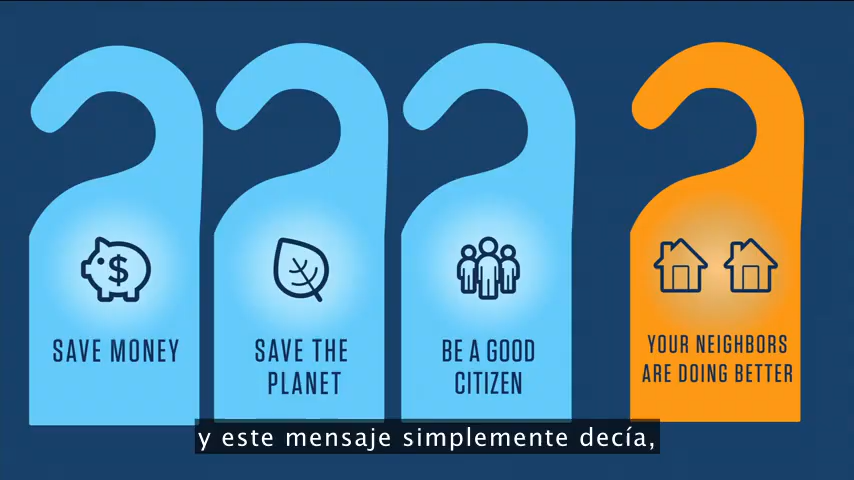 $
SAVE MONEY
SAVE THE
PLANET
BE A GOOD
CITIZEN
YOUR NEIGHBORS
ARE DOING BETTER
y este mensaje simplemente decía,